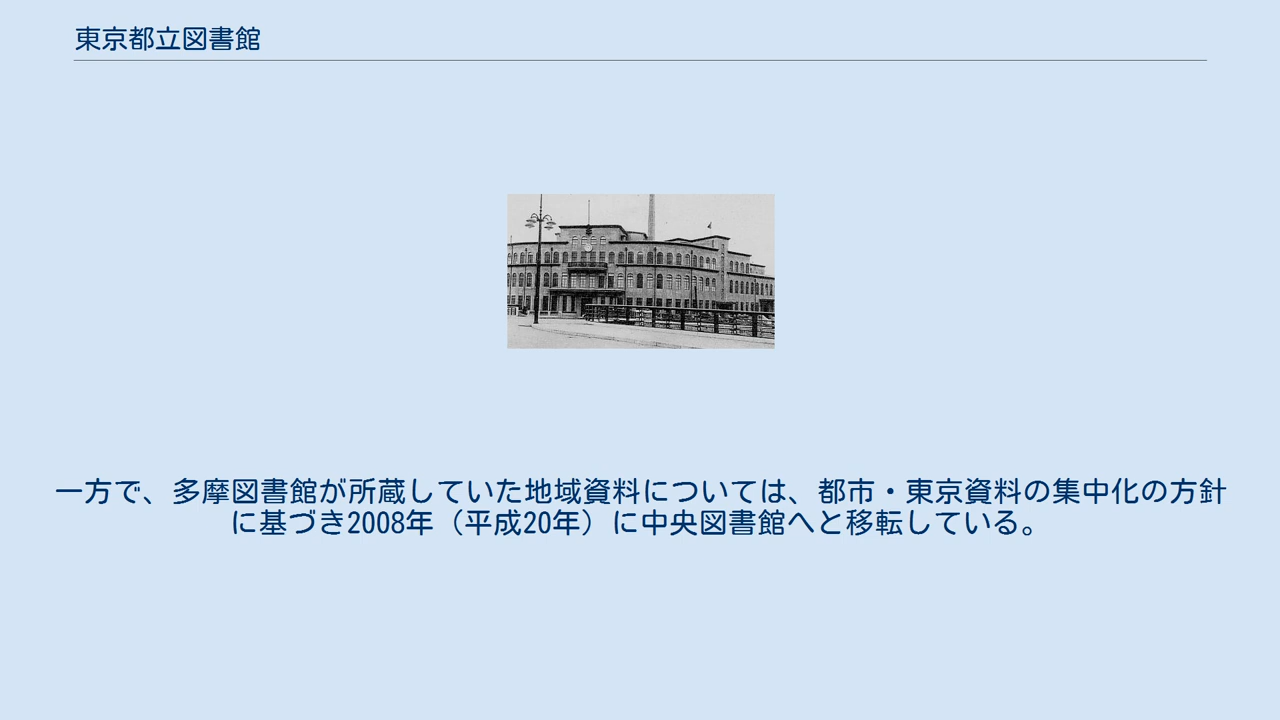 東京都立図書館
一方で、多摩図書館が所蔵していた地域資料については、都市・東京資料の集中化の方針
に基づき2008年（平成20年）に中央図書館へと移転している。